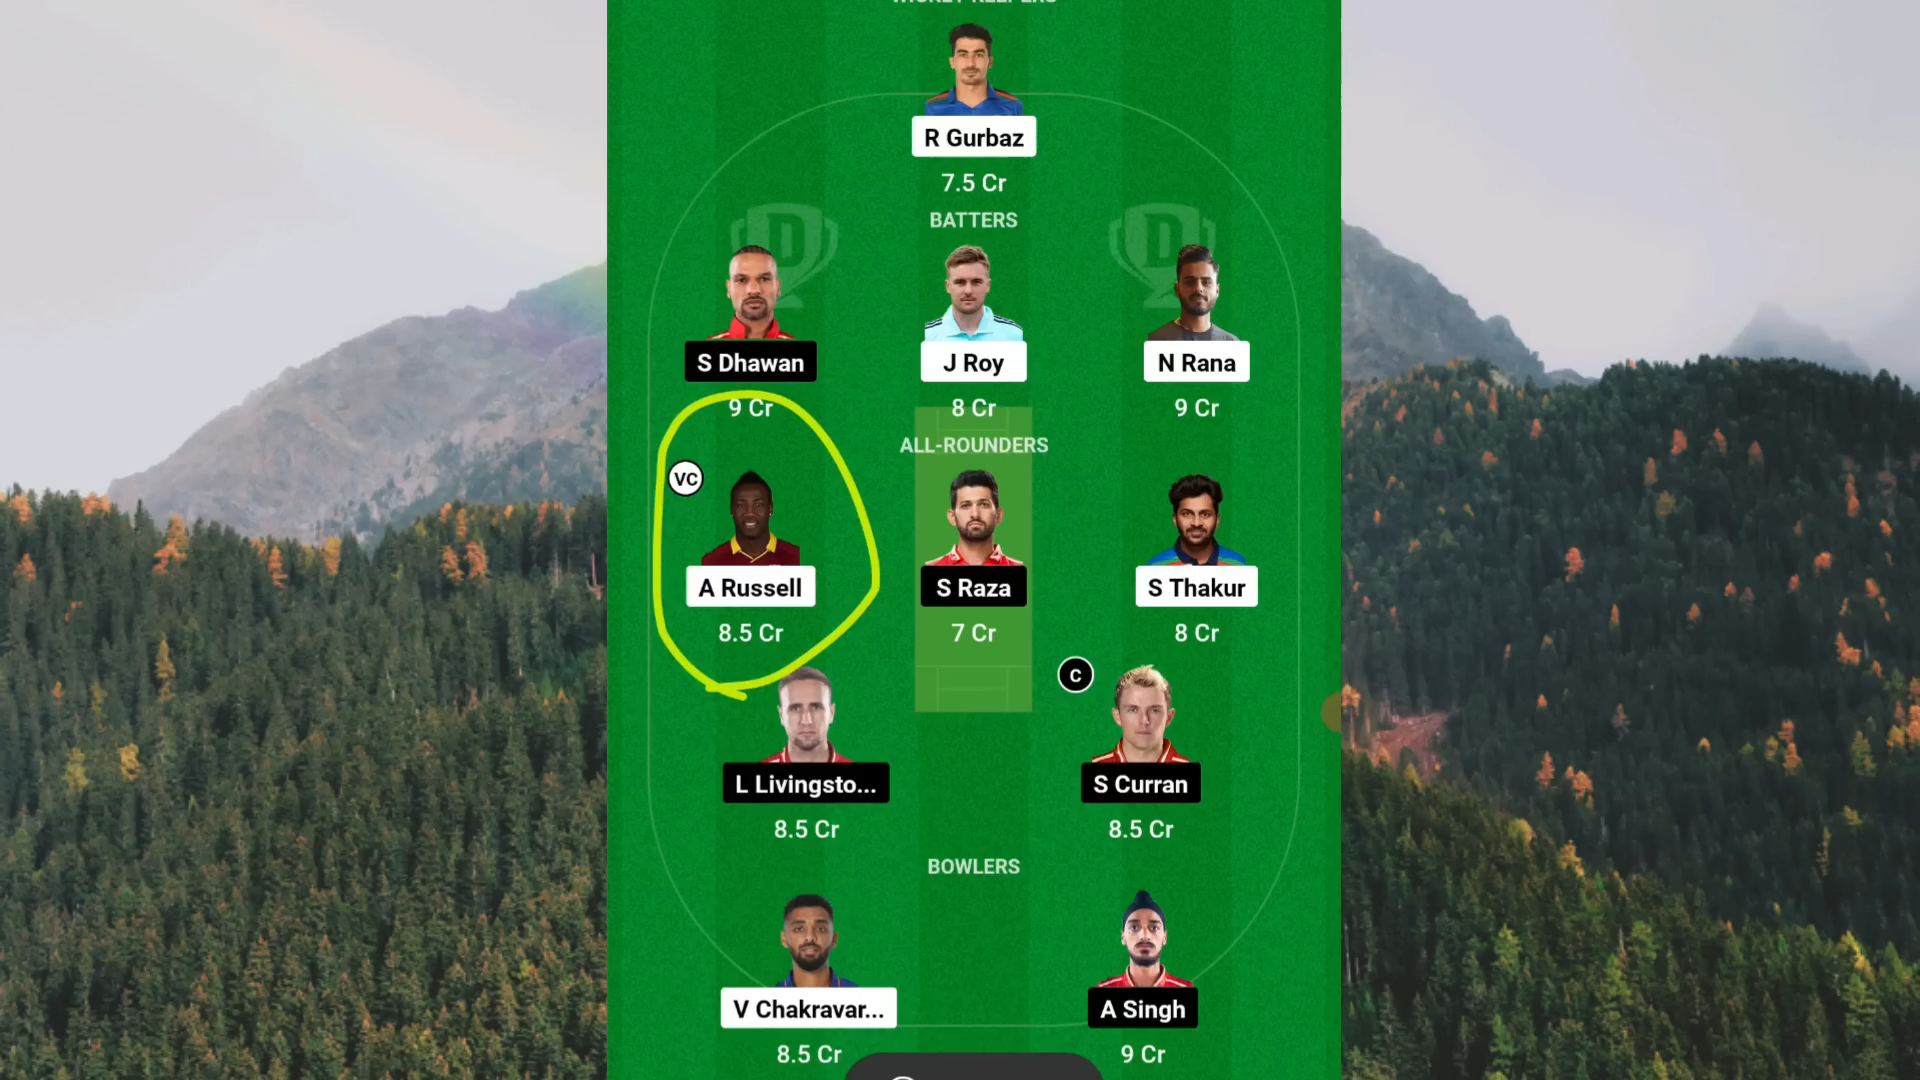 WICKET-KEEPERS
R Gurbaz
7.5 Cr
BATTERS
S Dhawan
J Roy
N Rana
9 Cr
8 Cr
9 Cr
ALL-ROUNDERS
VC
A Russell
S Raza
S Thakur
8.5 Cr
7 Cr
8 Cr
C
L Livingsto...
S Curran
8.5 Cr
8.5 Cr
BOWLERS
V Chakravar...
A Singh
8.5 Cr
9 Cr